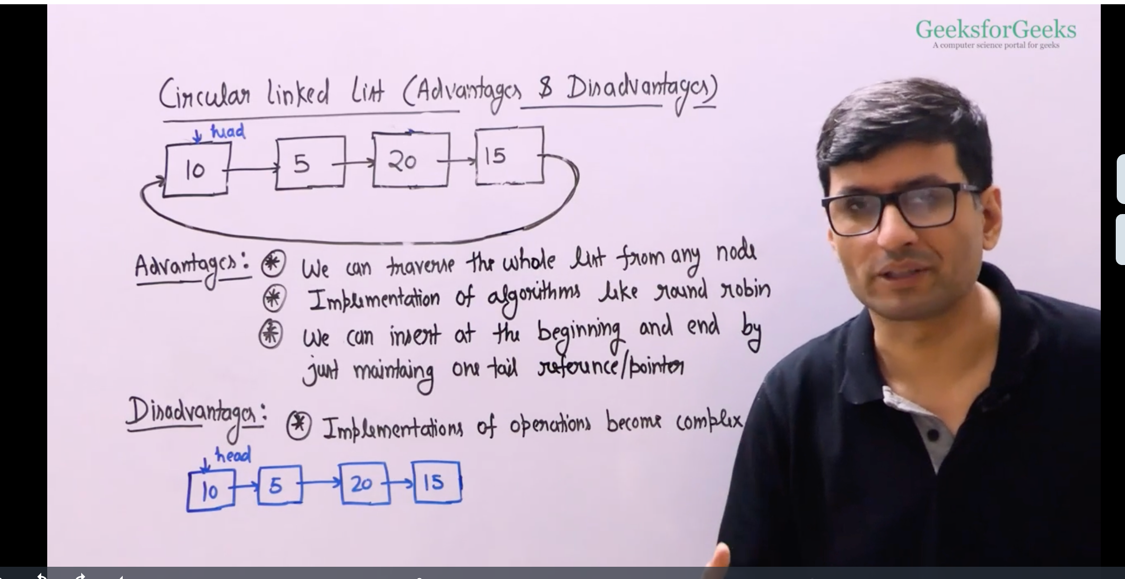 GeeksforGeeks
A computer science portal for geeks
Circular Linked List (Advantages & Disadvantages)
head
10 5 20 15
Advantages: * We can traverse the whole list from any node
* Implementation of algorithms like round robin
* We can insert at the beginning and end by
just maintaing one tail reference/pointer
Disadvantages: * Implementations of operations become complex
head
10 5 20 15